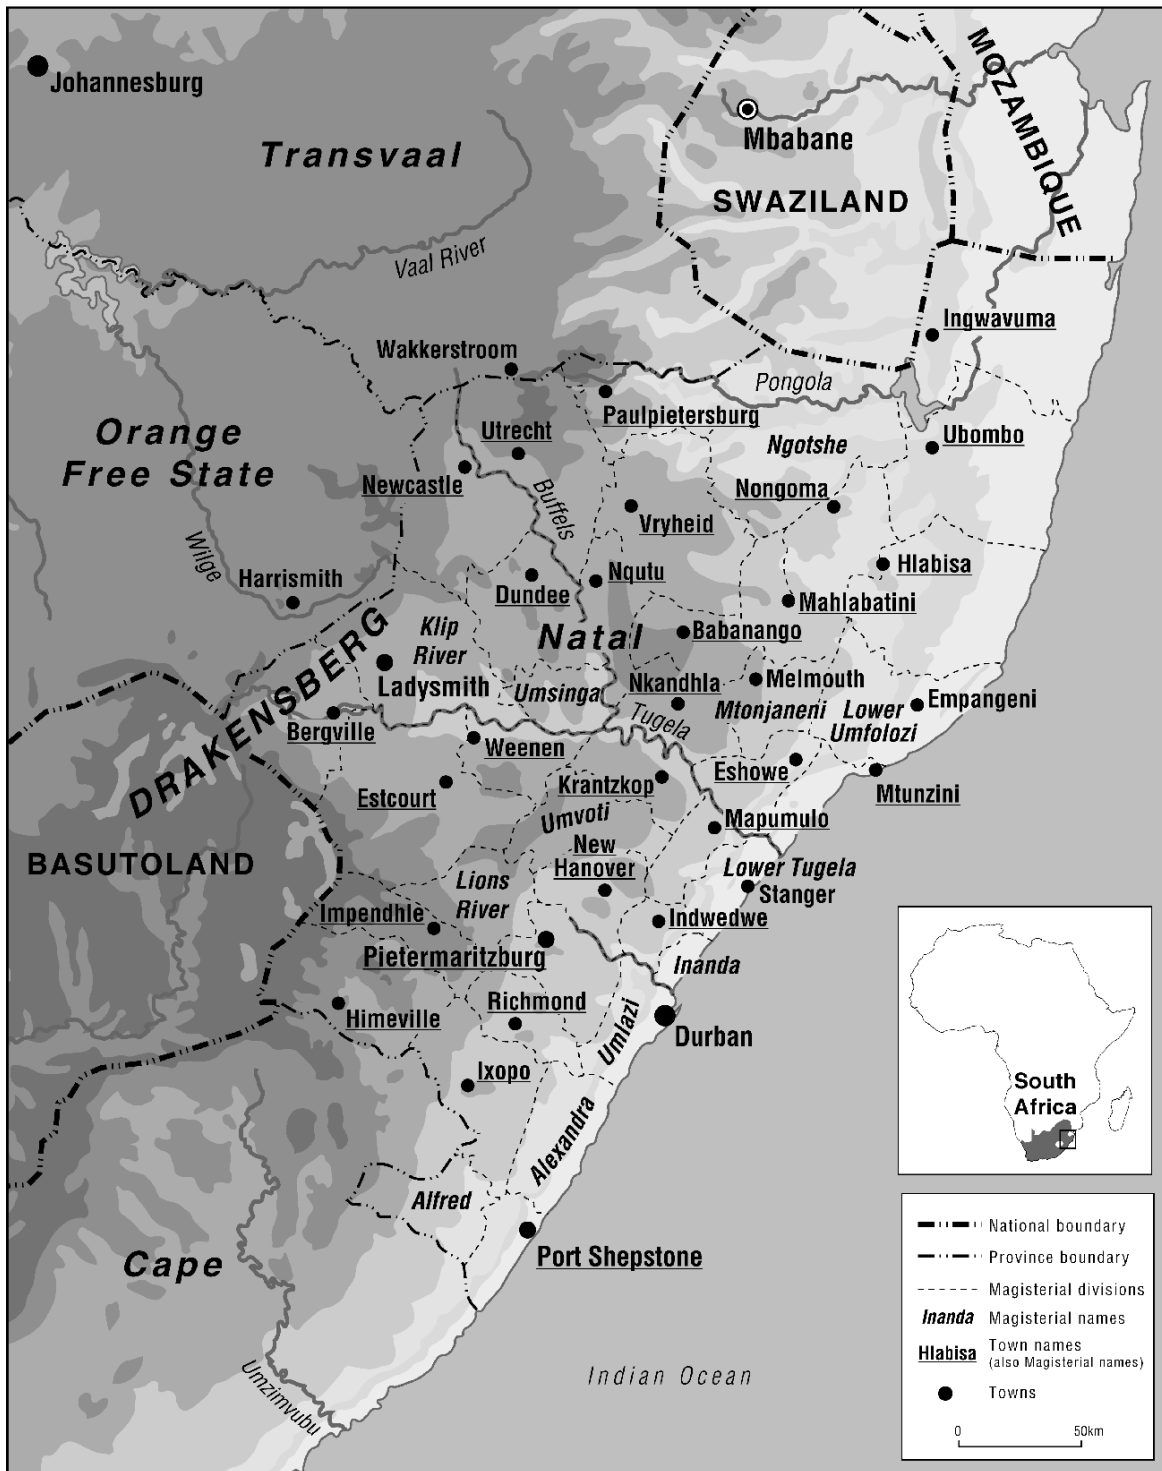 Johannesburg
Transvaal
Mbabane
SWAZILAND
MOZAMBIQUE
Vaal River
Ingwavuma
Wakkerstroom
Pongola
Paulpietersburg
Orange
Free State
Utrecht
Ngotshe
Ubombo
Newcastle
Buffels
Nongoma
Vryheid
Wilge
Harrismith
Dundee
Nqutu
Hlabisa
Mahlabatini
DRAKENSBERG
Klip
River
Natal
Babanango
Ladysmith
Umsinga
Nkandhla
Melmouth
Empangeni
Tugela
Mtonjaneni
Lower
Umfolozi
Bergville
Weenen
Eshowe
Mtunzini
Estcourt
Krantzkop
Umvoti
Mapumulo
BASUTOLAND
New
Hanover
Lower Tugela
Stanger
Lions
River
Impendhle
Indwedwe
Pietermaritzburg
Inanda
Himeville
Richmond
Umlazi
Durban
Ixopo
Alexandra
Alfred
Port Shepstone
Cape
Umzimvubu
Indian Ocean
South
Africa
National boundary
Province boundary
Magisterial divisions
Inanda Magisterial names
Hlabisa Town names
(also Magisterial names)
Towns
0 50km